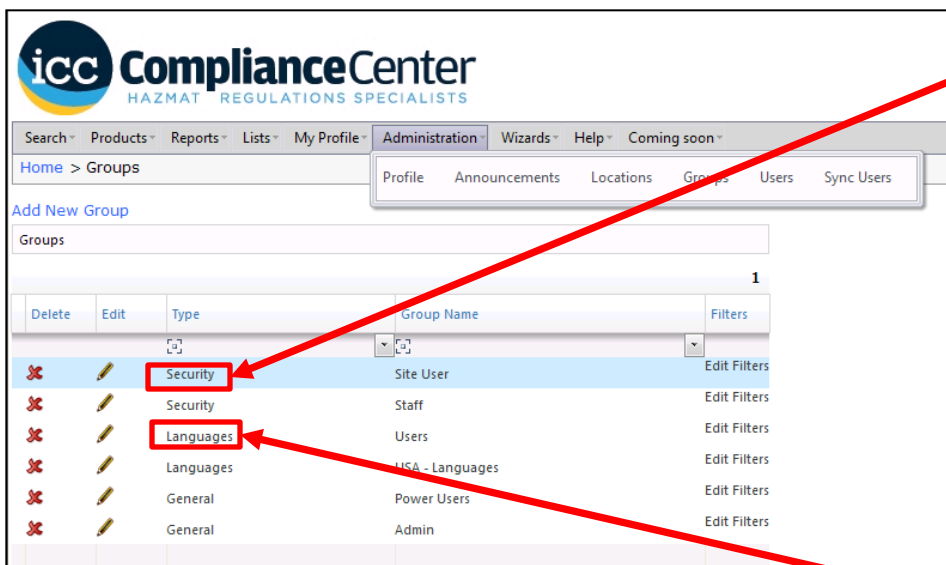 icc ComplianceCenter
HAZMAT REGULATIONS SPECIALISTS
Search Products Reports Lists My Profile Administration Wizards Help Coming soon
Home > Groups
Profile Announcements Locations Groups Users Sync Users
Add New Group
Groups
1
Delete Edit Type Group Name Filters
Security Site User Edit Filters
Security Staff Edit Filters
Languages Users Edit Filters
Languages USA - Languages Edit Filters
General Power Users Edit Filters
General Admin Edit Filters